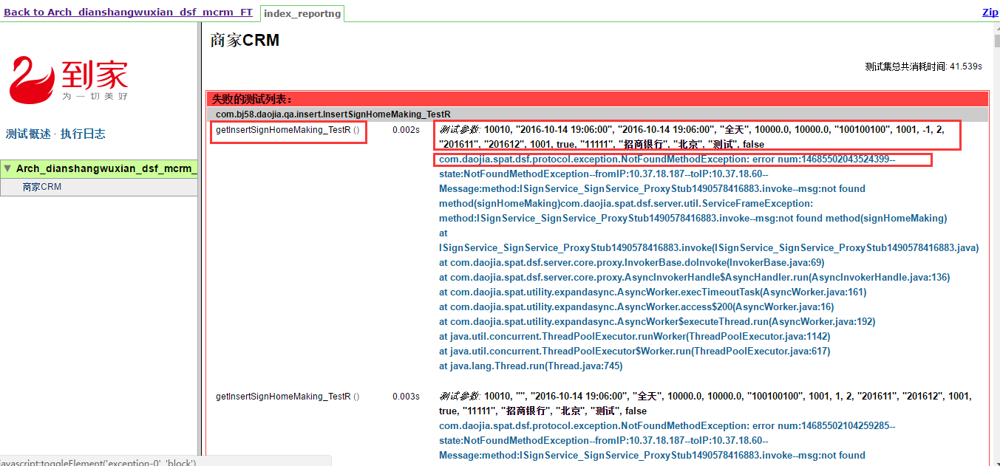 Back to Arch_dianshangwuxian_dsf_mcrm_FT
index_reportng
Zip
到家
为一切美好
测试概述 · 执行日志
▼ Arch_dianshangwuxian_dsf_mcrm_
商家CRM
商家CRM
测试集总共消耗时间: 41.539s
失败的测试列表：
com.bj58.daojia.qa.insert.InsertSignHomeMaking_TestR
getInsertSignHomeMaking_TestR ()
0.002s
测试参数: 10010, "2016-10-14 19:06:00", "2016-10-14 19:06:00", "全天", 10000.0, 10000.0, "100100100", 1001, -1, 2,
"201611", "201612", 1001, true, "11111", "招商银行", "北京", "测试", false
com.daojia.spat.dsf.protocol.exception.NotFoundMethodException: error num:14685502043524399--
state:NotFoundMethodException--fromIP:10.37.18.187--toIP:10.37.18.60--
Message:method:ISignService_SignService_ProxyStub1490578416883.invoke--msg:not found
method(signHomeMaking)com.daojia.spat.dsf.server.util.ServiceFrameException:
method:ISignService_SignService_ProxyStub1490578416883.invoke--msg:not found method(signHomeMaking)
at
ISignService_SignService_ProxyStub1490578416883.invoke(ISignService_SignService_ProxyStub1490578416883.java)
at com.daojia.spat.dsf.server.core.proxy.InvokerBase.doInvoke(InvokerBase.java:69)
at com.daojia.spat.dsf.server.core.proxy.AsyncInvokerHandle$AsyncHandler.run(AsyncInvokerHandle.java:136)
at com.daojia.spat.utility.expandasync.AsyncWorker.execTimeoutTask(AsyncWorker.java:161)
at com.daojia.spat.utility.expandasync.AsyncWorker.access$200(AsyncWorker.java:16)
at com.daojia.spat.utility.expandasync.AsyncWorker$executeThread.run(AsyncWorker.java:192)
at java.util.concurrent.ThreadPoolExecutor.runWorker(ThreadPoolExecutor.java:1142)
at java.util.concurrent.ThreadPoolExecutor$Worker.run(ThreadPoolExecutor.java:617)
at java.lang.Thread.run(Thread.java:745)
getInsertSignHomeMaking_TestR ()
0.003s
测试参数: 10010, "", "2016-10-14 19:06:00", "全天", 10000.0, 10000.0, "100100100", 1001, 1, 2, "201611", "201612", 1001,
true, "11111", "招商银行", "北京", "测试", false
com.daojia.spat.dsf.protocol.exception.NotFoundMethodException: error num:14685502104259285--
state:NotFoundMethodException--fromIP:10.37.18.187--toIP:10.37.18.60--
Message:method:ISignService_SignService_ProxyStub1490578416883.invoke--msg:not found
javascript:toggleElement('exception-0', 'block')